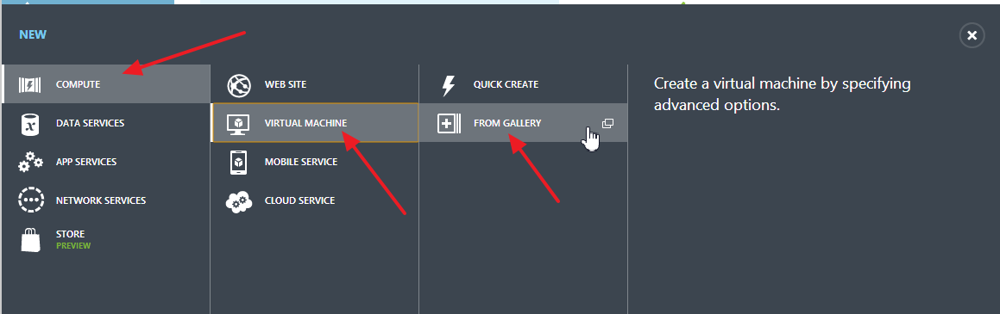 NEW
COMPUTE
DATA SERVICES
APP SERVICES
NETWORK SERVICES
STORE
PREVIEW
WEB SITE
VIRTUAL MACHINE
MOBILE SERVICE
CLOUD SERVICE
QUICK CREATE
FROM GALLERY
Create a virtual machine by specifying
advanced options.